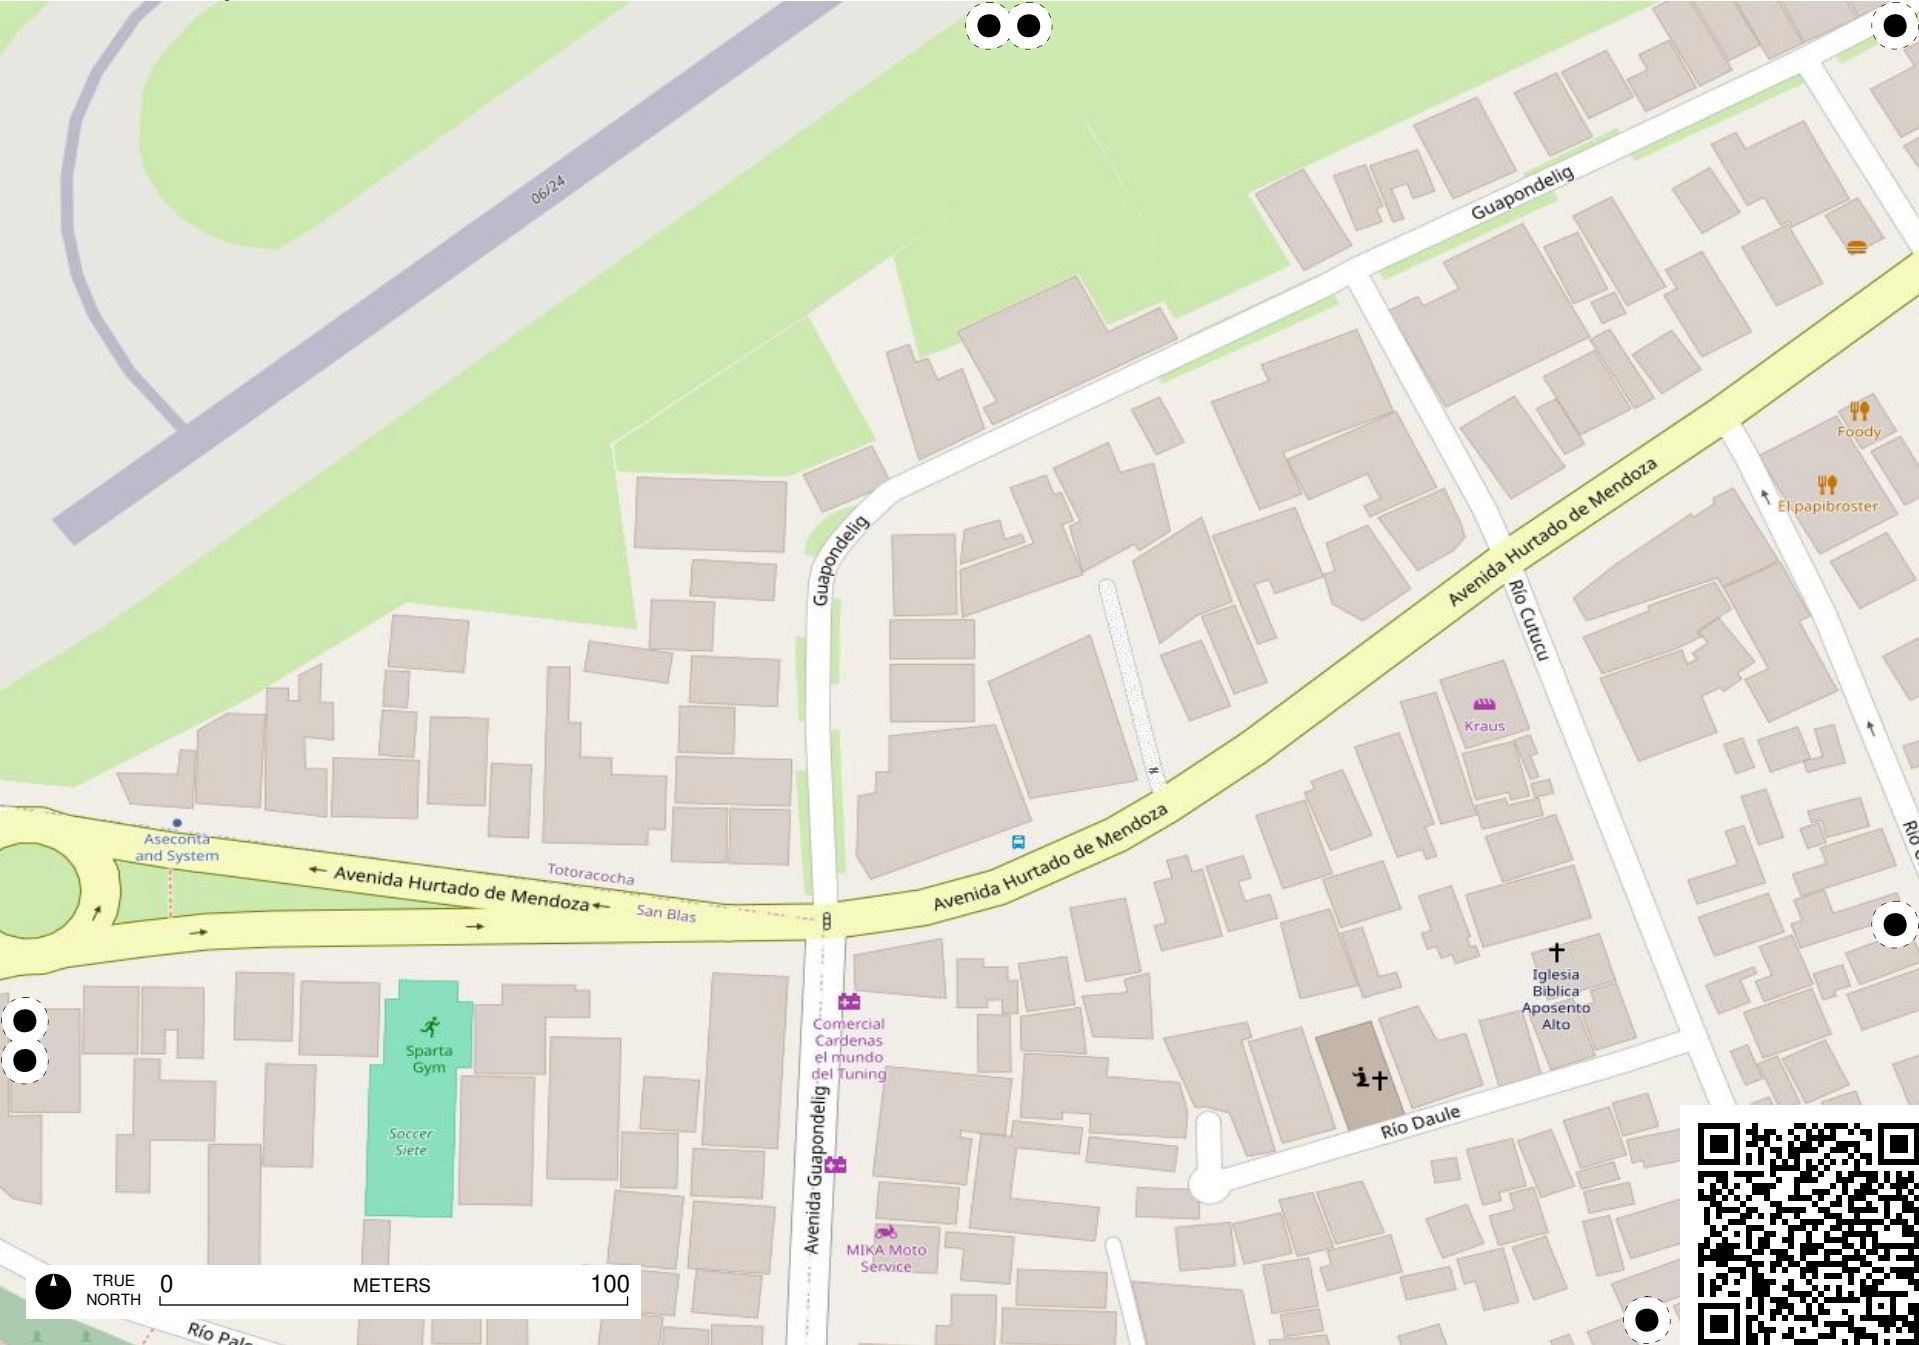 06/24
Guapondelig
Foody
El papibroster
Avenida Hurtado de Mendoza
Guapondelig
Río Cutucu
Kraus
Avenida Hurtado de Mendoza
Aseconta
and System
Totoracocha
Avenida Hurtado de Mendoza
San Blas
Iglesia
Biblica
Aposento
Alto
Comercial
Cardenas
el mundo
del Tuning
Sparta
Gym
Soccer
Siete
Río Daule
Avenida Guapondelig
MIKA Moto
Service
TRUE
NORTH
0 METERS 100